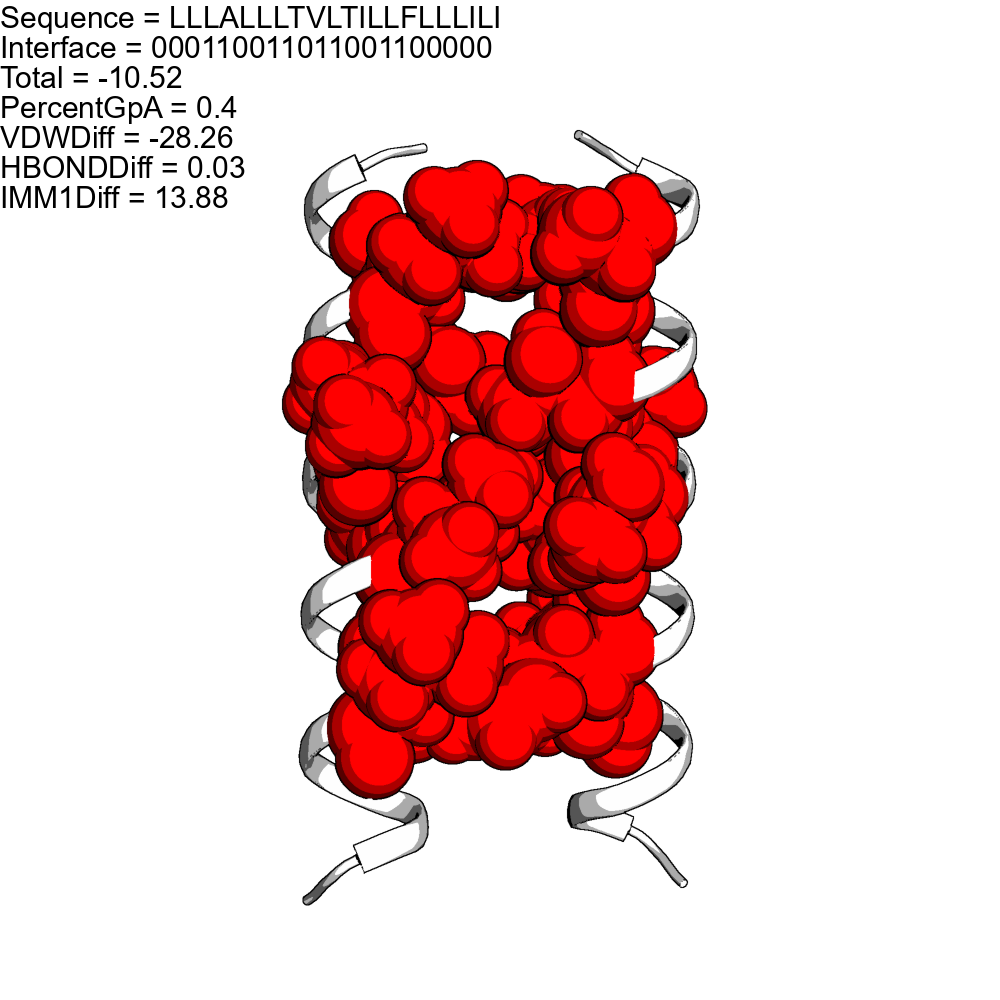 Sequence = LLLALLLTVLTILLFLLLILI
Interface = 000110011011001100000
Total = -10.52
PercentGpA = 0.4
VDWDiff = -28.26
HBONDDiff = 0.03
IMM1Diff = 13.88